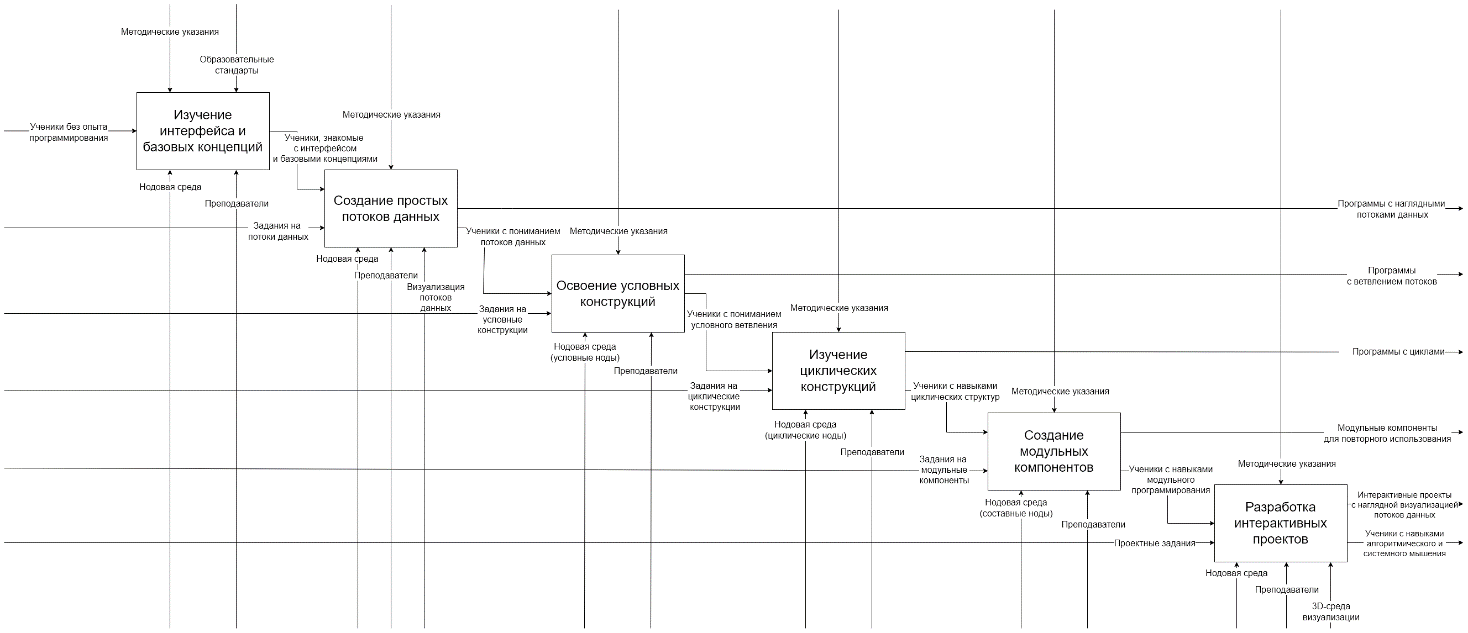 Методические указания
Образовательные
стандарты
Изучение
интерфейса и
базовых концепций
Ученики без опыта
программирования
Нодовая среда
Преподаватели
Ученики, знакомые
с интерфейсом
и базовыми концепциями
Методические указания
Создание простых
потоков данных
Задания на
потоки данных
Нодовая среда
Преподаватели
Визуализация
потоков
данных
Программы с наглядными
потоками данных
Ученики с пониманием
потоков данных
Методические указания
Освоение условных
конструкций
Задания на
условные
конструкции
Нодовая среда
(условные ноды)
Преподаватели
Программы
с ветвлением потоков
Ученики с пониманием
условного ветвления
Методические указания
Изучение
циклических
конструкций
Задания на
циклические
конструкции
Нодовая среда
(циклические ноды)
Преподаватели
Программы с циклами
Ученики с навыками
циклических структур
Методические указания
Создание
модульных
компонентов
Задания на
модульные
компоненты
Нодовая среда
(составные ноды)
Преподаватели
Модульные компоненты
для повторного использования
Ученики с навыками
модульного
программирования
Методические указания
Разработка
интерактивных
проектов
Проектные задания
Нодовая среда
Преподаватели
3D-среда
визуализации
Интерактивные проекты
с наглядной визуализацией
потоков данных
Ученики с навыками
алгоритмического и
системного мышления